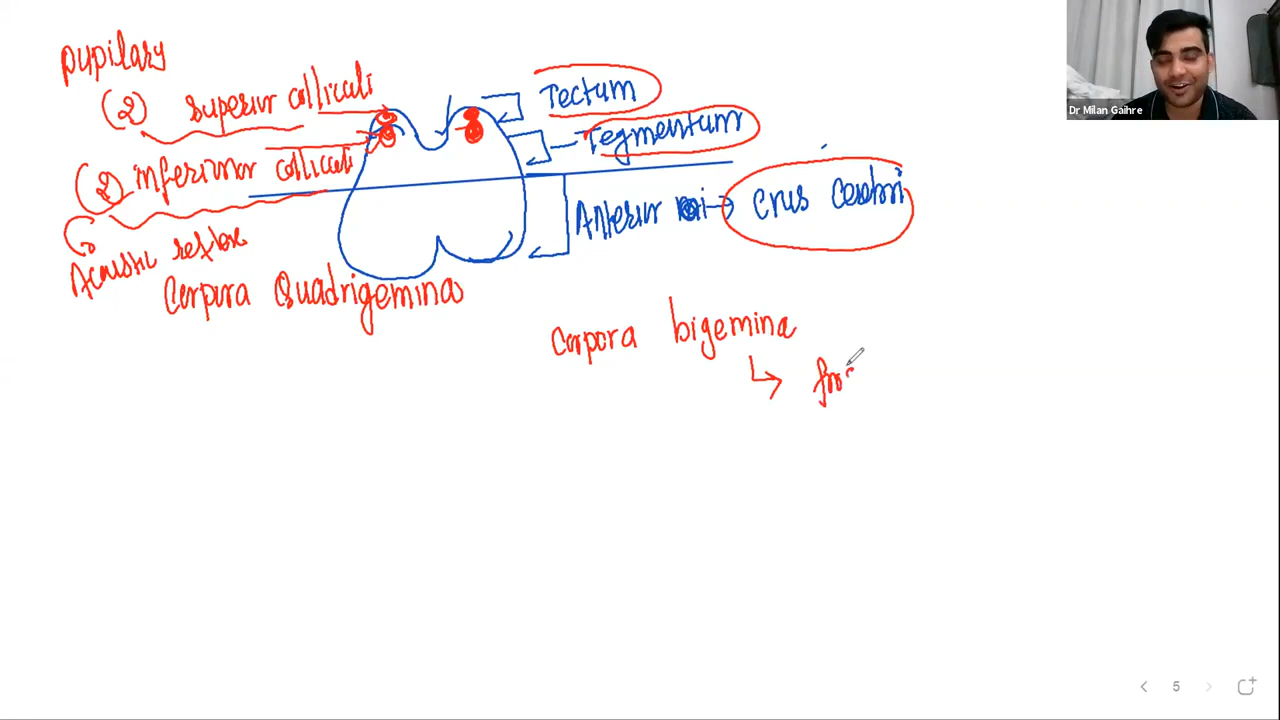 pupilary
(2) superior colliculi
(2) inferimor colliculi
Acoustic reflex
Corpora Quadrigemina
Tectum
Tegmentum
Anterior → crus cerebri
corpora bigemina
↳
Dr Milan Gaihre
5